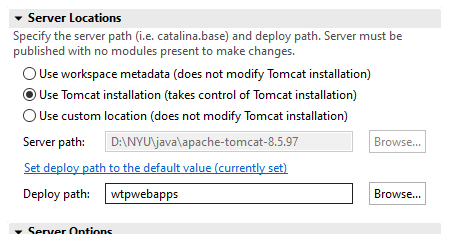 Server Locations
Specify the server path (i.e. catalina.base) and deploy path. Server must be
published with no modules present to make changes.
Use workspace metadata (does not modify Tomcat installation)
Use Tomcat installation (takes control of Tomcat installation)
Use custom location (does not modify Tomcat installation)
Server path: D:\NYU\java\apache-tomcat-8.5.97 Browse...
Set deploy path to the default value (currently set)
Deploy path: wtpwebapps Browse...
Server Options